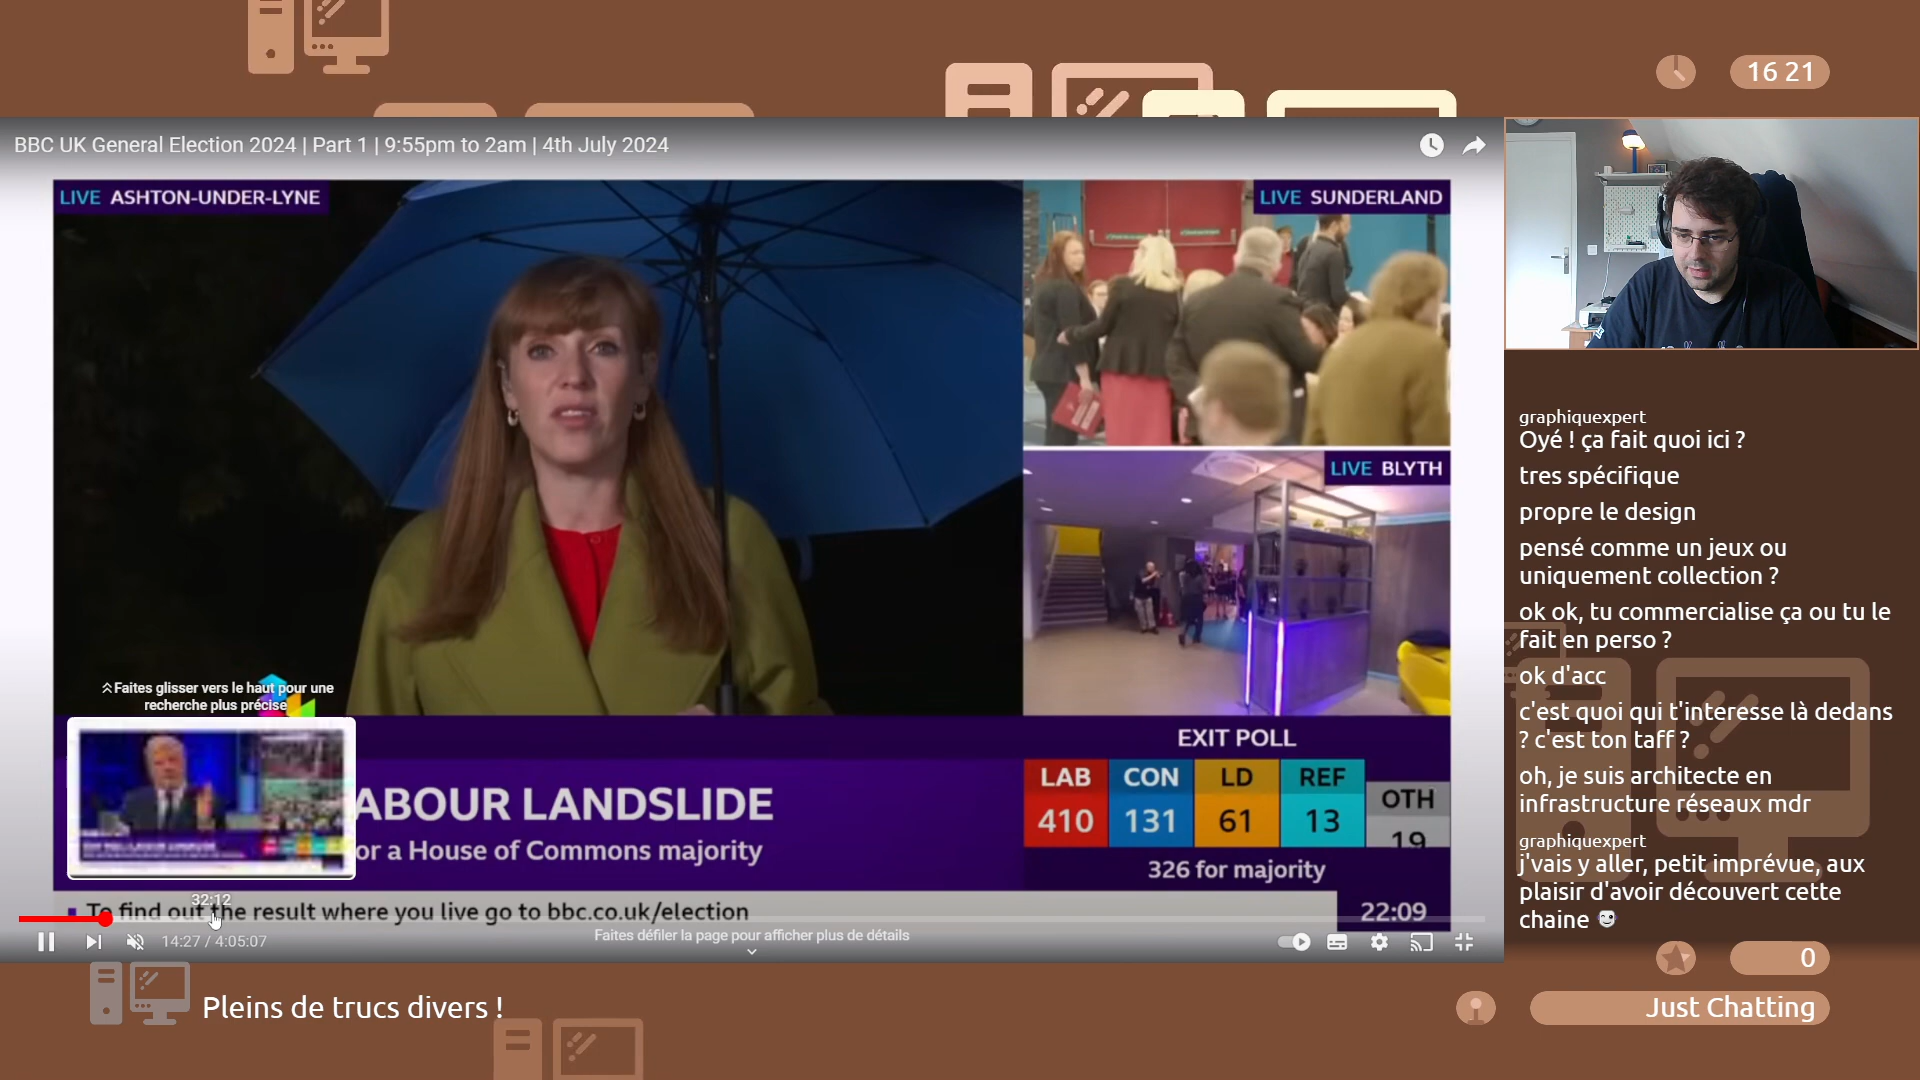 16 21
BBC UK General Election 2024 | Part 1 | 9:55pm to 2am | 4th July 2024
LIVE ASHTON-UNDER-LYNE
LIVE SUNDERLAND
LIVE BLYTH
Faites glisser vers le haut pour une
recherche plus précise
EXIT POLL
LAB CON LD REF OTH
410 131 61 13 19
326 for majority
ABOUR LANDSLIDE
or a House of Commons majority
32:12
To find out the result where you live go to bbc.co.uk/election
22:09
14:27 / 4:05:07
Faites défiler la page pour afficher plus de détails
graphiquexpert
Oyé ! ça fait quoi ici ?
tres spécifique
propre le design
pensé comme un jeux ou
uniquement collection ?
ok ok, tu commercialise ça ou tu le
fait en perso ?
ok d'acc
c'est quoi qui t'interesse là dedans
? c'est ton taff ?
oh, je suis architecte en
infrastructure réseaux mdr
graphiquexpert
j'vais y aller, petit imprévue, aux
plaisir d'avoir découvert cette
chaine
0
Pleins de trucs divers !
Just Chatting